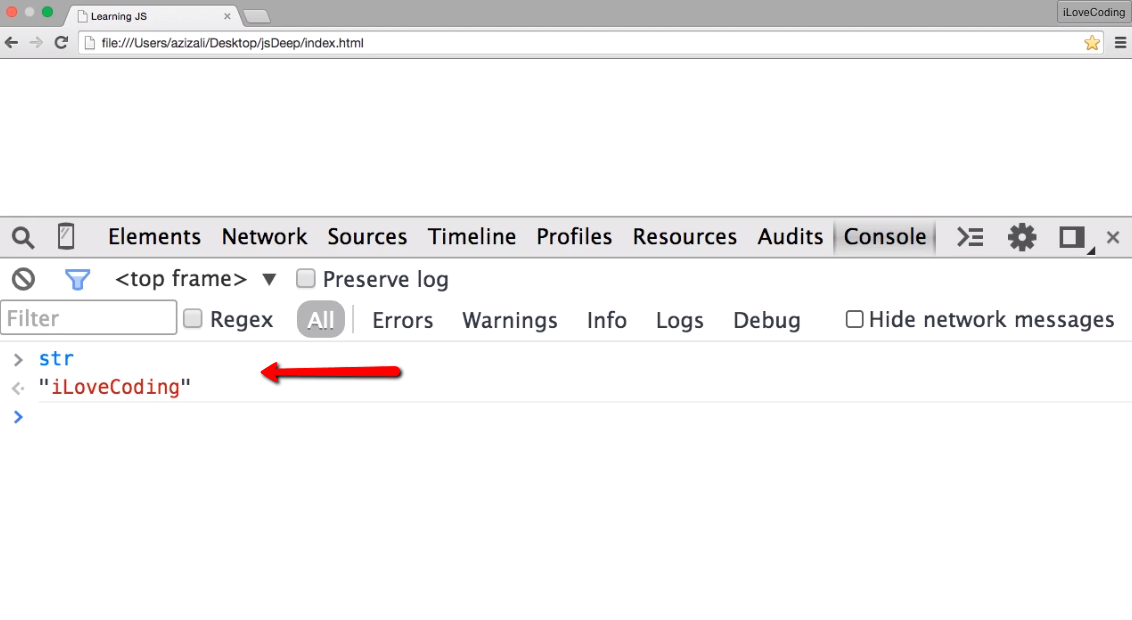 Learning JS
iLoveCoding
file:///Users/azizali/Desktop/jsDeep/index.html
Elements Network Sources Timeline Profiles Resources Audits Console
<top frame> ▼ Preserve log
Filter Regex All Errors Warnings Info Logs Debug Hide network messages
> str
"iLoveCoding"
>